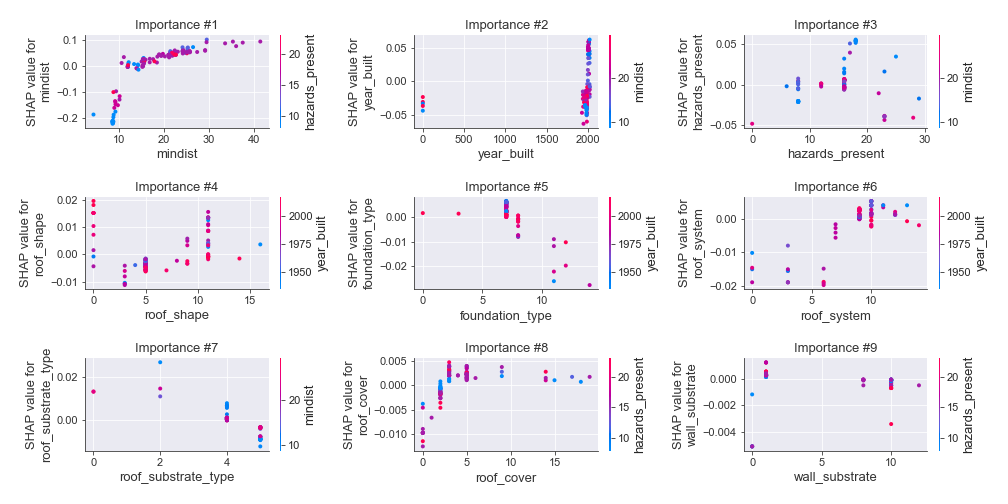 Importance #1
SHAP value for
mindist
0.1
0.0
−0.1
−0.2
10
20
30
40
mindist
20
15
10
hazards_present
Importance #2
SHAP value for
year_built
0.05
0.00
−0.05
0
500
1000
1500
2000
year_built
20
10
mindist
Importance #3
SHAP value for
hazards_present
0.05
0.00
−0.05
0
10
20
30
hazards_present
20
10
mindist
Importance #4
SHAP value for
roof_shape
0.02
0.01
0.00
−0.01
0
5
10
15
roof_shape
2000
1975
1950
year_built
Importance #5
SHAP value for
foundation_type
0.00
−0.01
−0.02
0
5
10
foundation_type
2000
1975
1950
year_built
Importance #6
SHAP value for
roof_system
0.00
−0.01
−0.02
0
5
10
roof_system
2000
1975
1950
year_built
Importance #7
SHAP value for
roof_substrate_type
0.02
0.00
0
2
4
roof_substrate_type
20
10
mindist
Importance #8
SHAP value for
roof_cover
0.005
0.000
−0.005
−0.010
0
5
10
15
roof_cover
20
15
10
hazards_present
Importance #9
SHAP value for
wall_substrate
0.000
−0.002
−0.004
0
5
10
wall_substrate
20
15
10
hazards_present